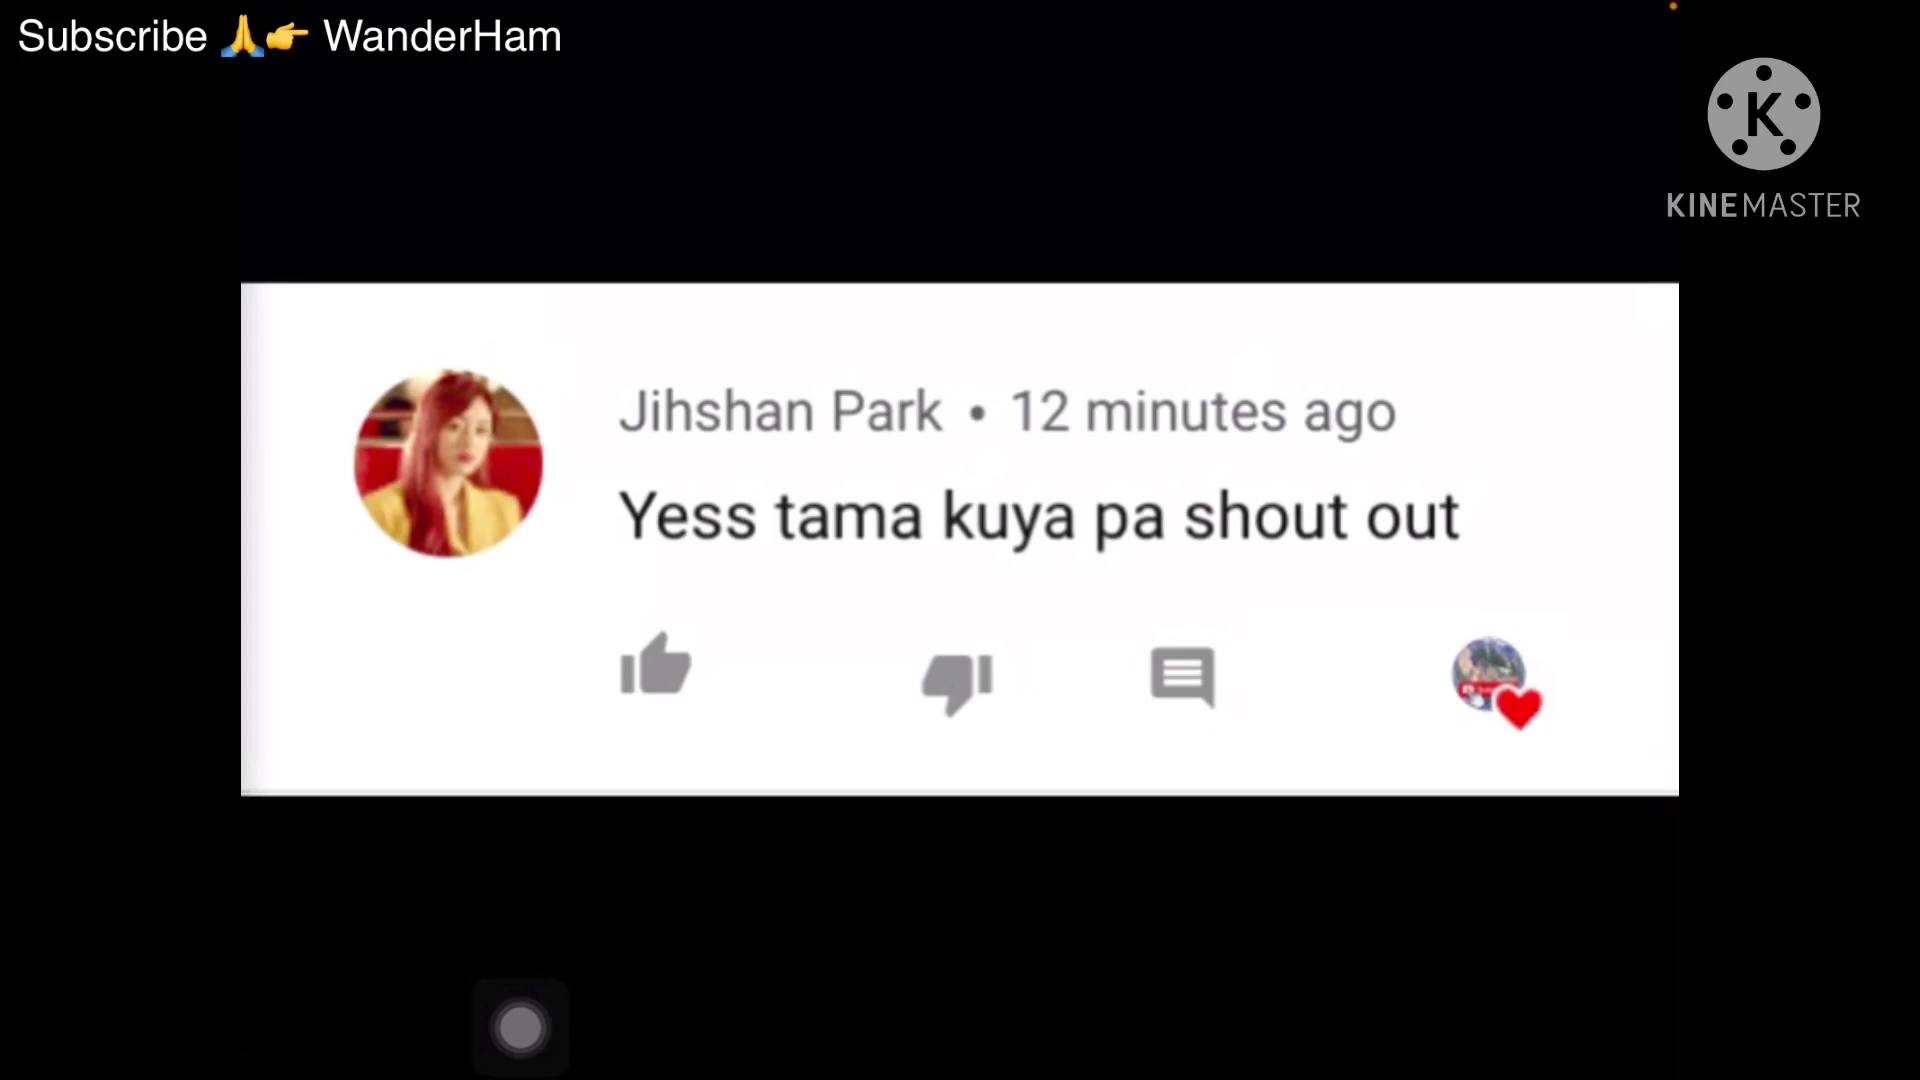 Subscribe 🙏👉 WanderHam
K
KINEMASTER
Jihshan Park • 12 minutes ago
Yess tama kuya pa shout out